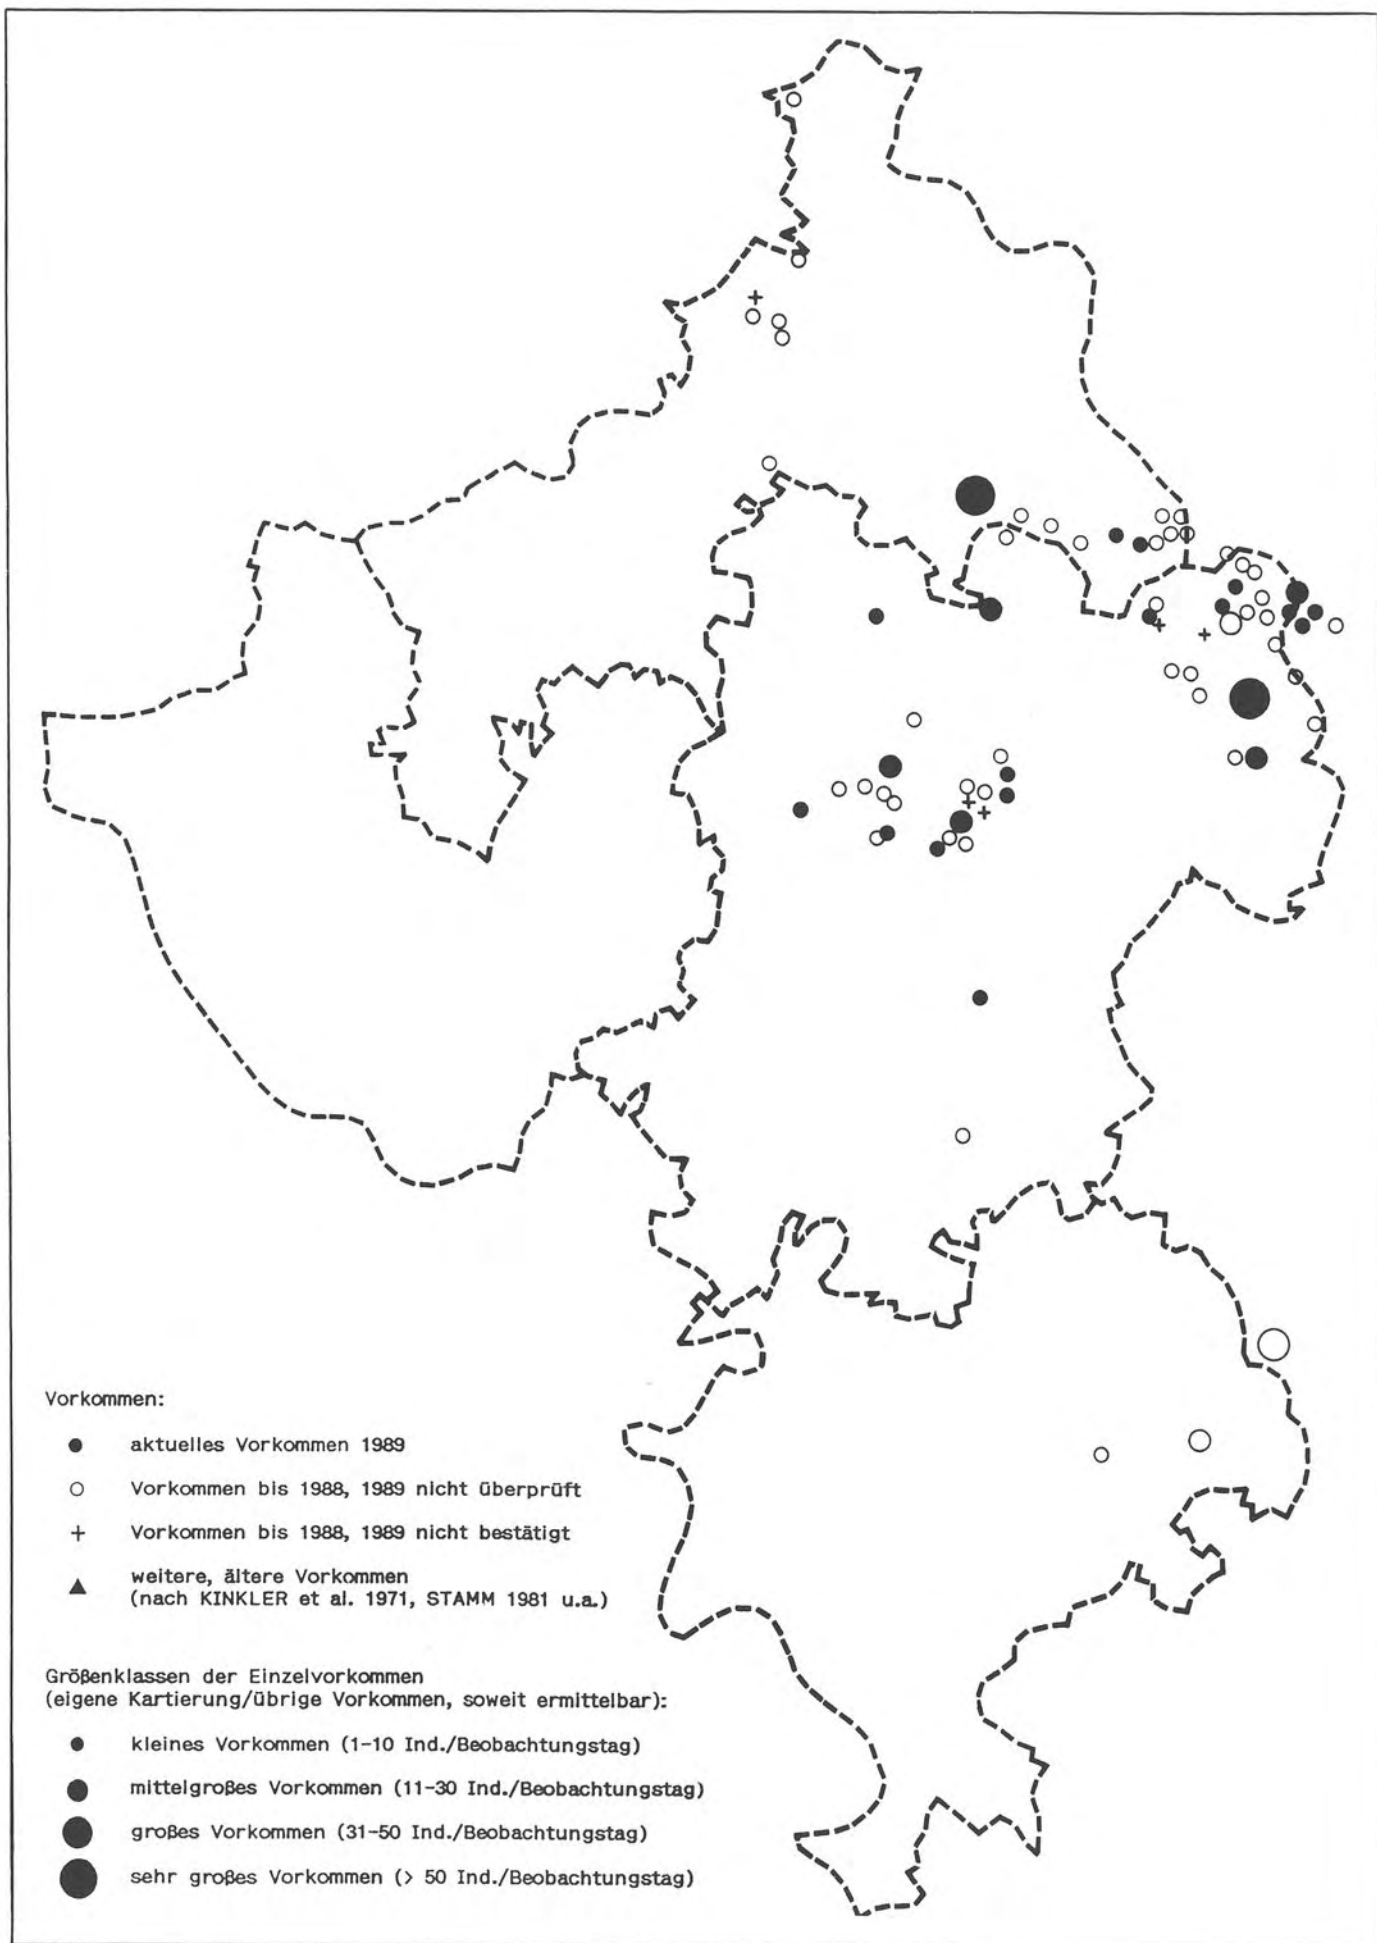 Vorkommen:
aktuelles Vorkommen 1989
Vorkommen bis 1988, 1989 nicht überprüft
Vorkommen bis 1988, 1989 nicht bestätigt
weitere, ältere Vorkommen
(nach KINKLER et al. 1971, STAMM 1981 u.a.)
Größenklassen der Einzelvorkommen
(eigene Kartierung/übrige Vorkommen, soweit ermittelbar):
kleines Vorkommen (1-10 Ind./Beobachtungstag)
mittelgroßes Vorkommen (11-30 Ind./Beobachtungstag)
großes Vorkommen (31-50 Ind./Beobachtungstag)
sehr großes Vorkommen (> 50 Ind./Beobachtungstag)